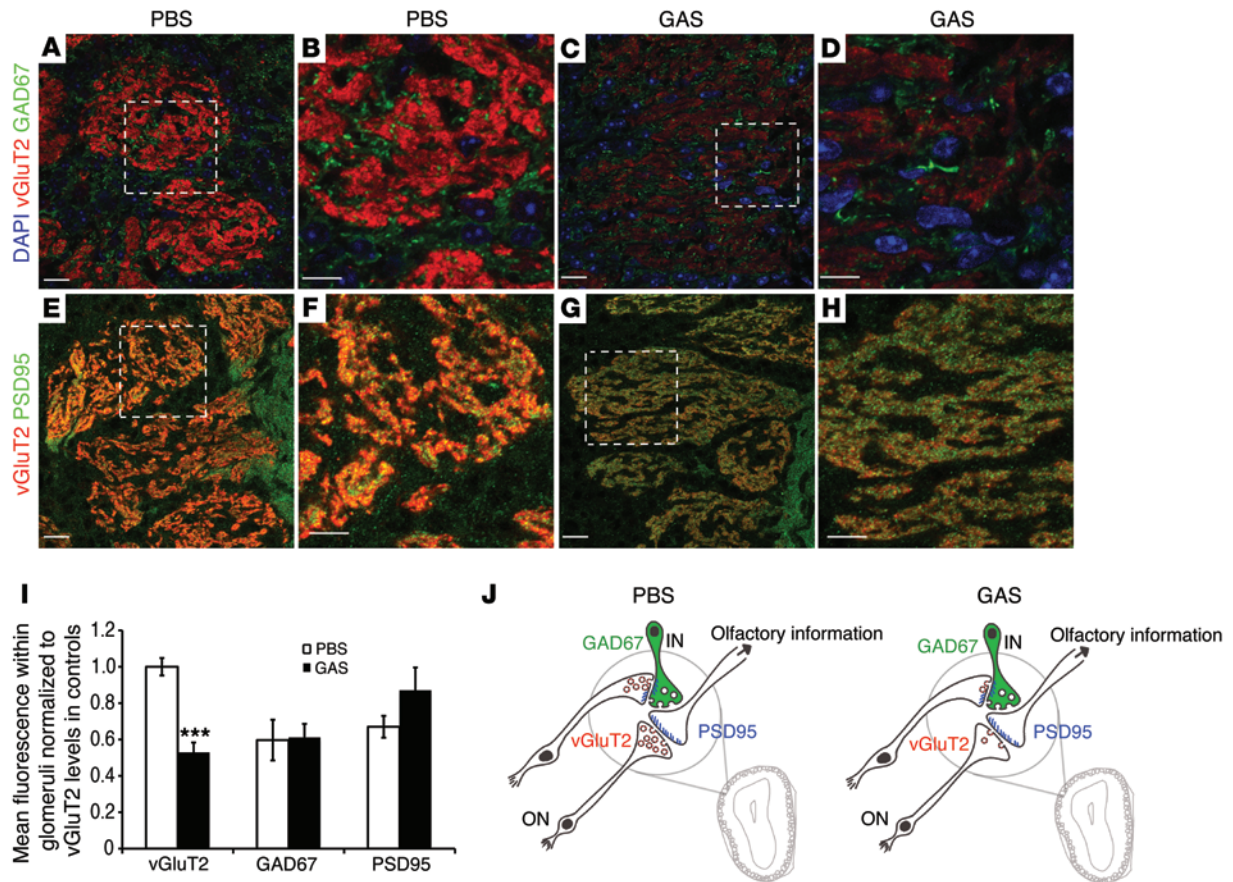 PBS PBS GAS GAS
A B C D
DAPI vGluT2 GAD67
E F G H
vGluT2 PSD95
I
Mean fluorescence within
glomeruli normalized to
vGluT2 levels in controls
1.2
1.0
0.8
0.6
0.4
0.2
0
PBS
GAS
***
vGluT2 GAD67 PSD95
J
PBS
GAD67
IN
Olfactory information
vGluT2
PSD95
ON
GAS
GAD67
IN
Olfactory information
vGluT2
PSD95
ON